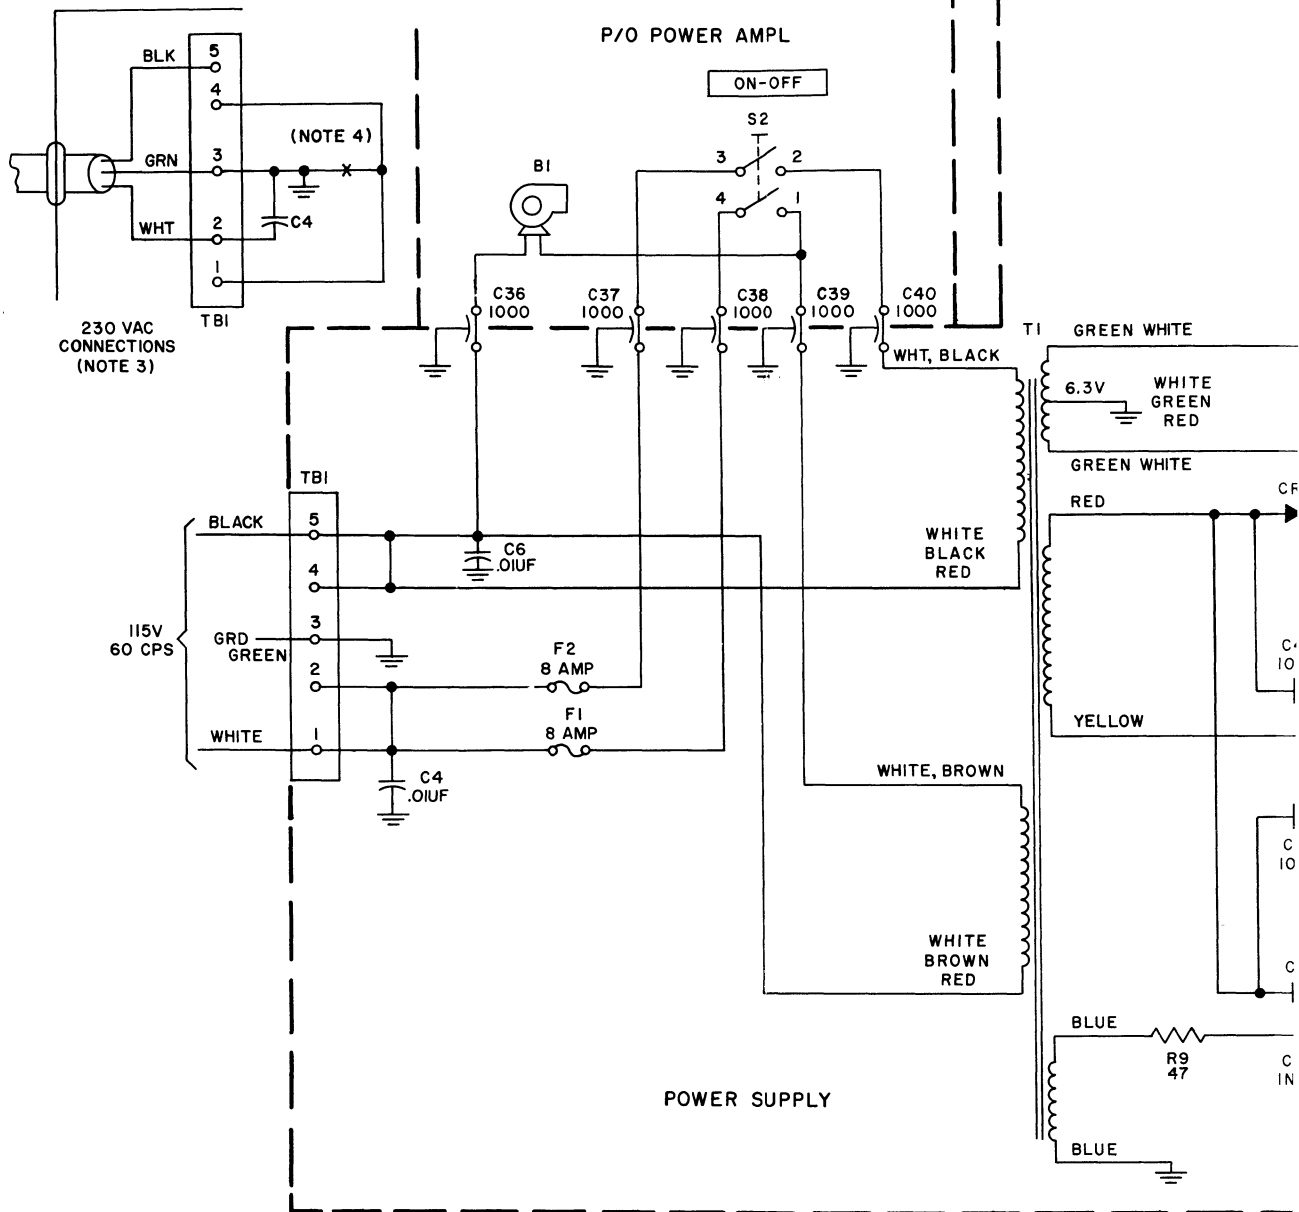 P/O POWER AMPL
ON-OFF
S2
3
2
4
1
B1
BLK
5
4
(NOTE 4)
GRN
3
C4
WHT
2
1
TB1
230 VAC
CONNECTIONS
(NOTE 3)
C36
1000
C37
1000
C38
1000
C39
1000
C40
1000
WHT, BLACK
T1
GREEN WHITE
6.3V
WHITE
GREEN
RED
GREEN WHITE
RED
TB1
BLACK
5
C6
.01UF
WHITE
BLACK
RED
4
115V
60 CPS
GRD
GREEN
3
2
F2
8 AMP
F1
8 AMP
WHITE
1
C4
.01UF
YELLOW
WHITE, BROWN
WHITE
BROWN
RED
BLUE
R9
47
BLUE
POWER SUPPLY